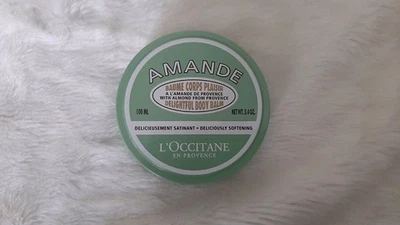 AMANDE
BAUME CORPS PLAISIR
A L'AMANDE DE PROVENCE
WITH ALMOND FROM PROVENCE
DELIGHTFUL BODY BALM
100 ML NET WT. 3.4 OZ.
DELICIEUSEMENT SATINANT • DELICIOUSLY SOFTENING
L'OCCITANE
EN PROVENCE